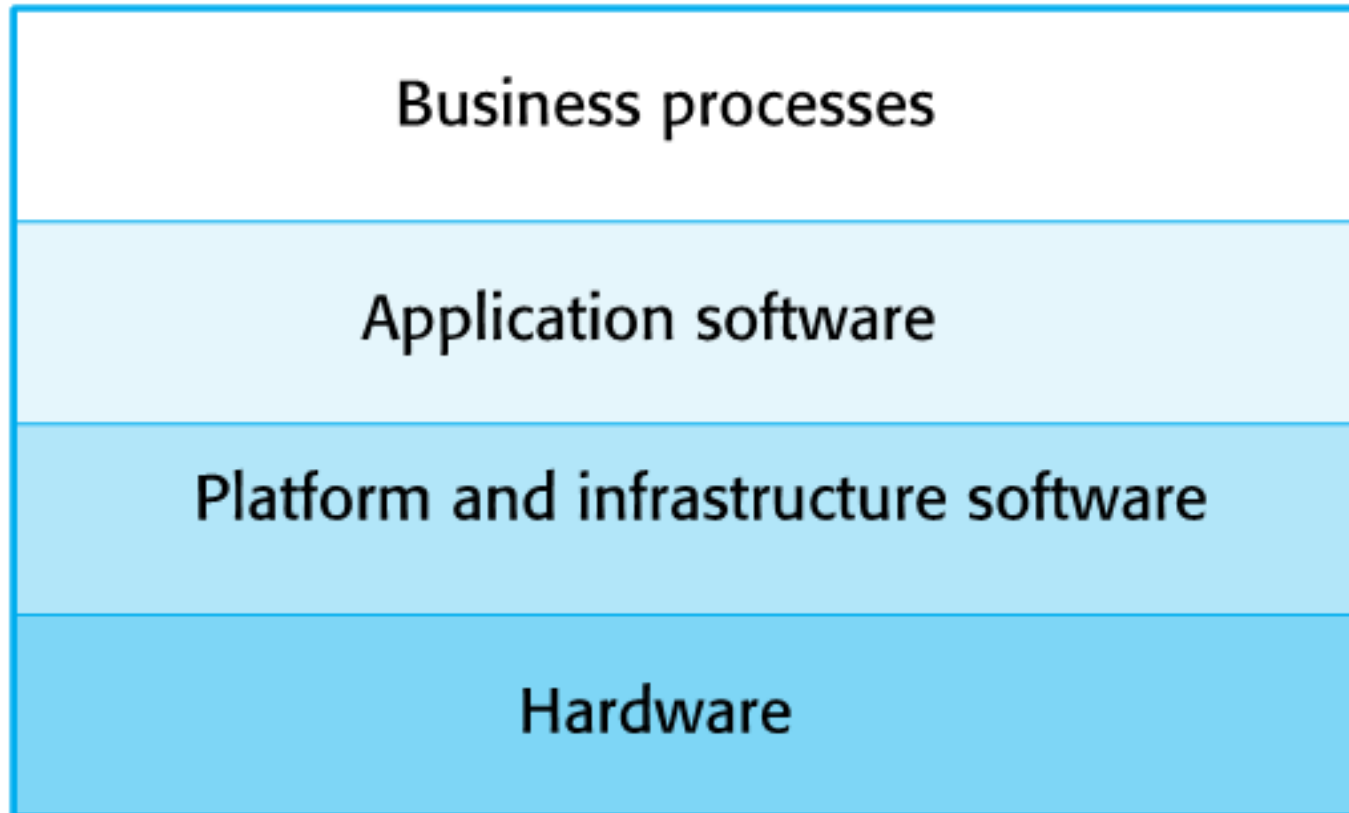 Business processes
Application software
Platform and infrastructure software
Hardware